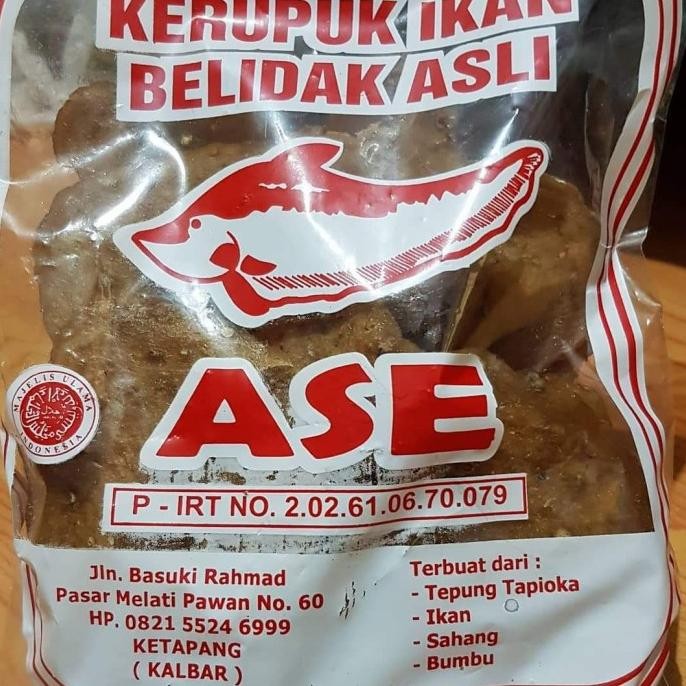 KERUPUK IKAN
BELIDAK ASLI
MAJELIS ULAMA
INDONESIA
حلال
ASE
P - IRT NO. 2.02.61.06.70.079
Jln. Basuki Rahmad
Pasar Melati Pawan No. 60
HP. 0821 5524 6999
KETAPANG
( KALBAR )
Terbuat dari :
- Tepung Tapioka
- Ikan
- Sahang
- Bumbu